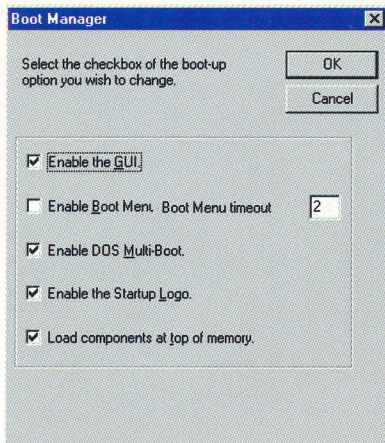 Boot Manager
Select the checkbox of the boot-up
option you wish to change.
OK
Cancel
Enable the GUI.
Enable Boot Menu. Boot Menu timeout 2
Enable DOS Multi-Boot.
Enable the Startup Logo.
Load components at top of memory.